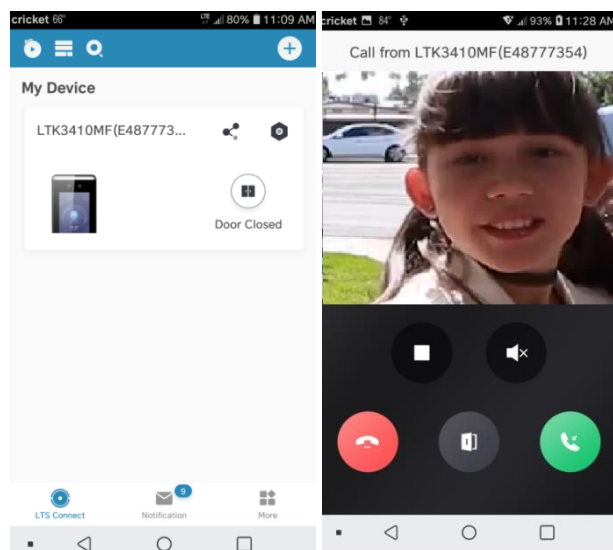 cricket 66° LTE 80% 11:09 AM
My Device
LTK3410MF(E487773...
Door Closed
9
LTS Connect Notification More
cricket 84° 93% 11:28 AM
Call from LTK3410MF(E48777354)